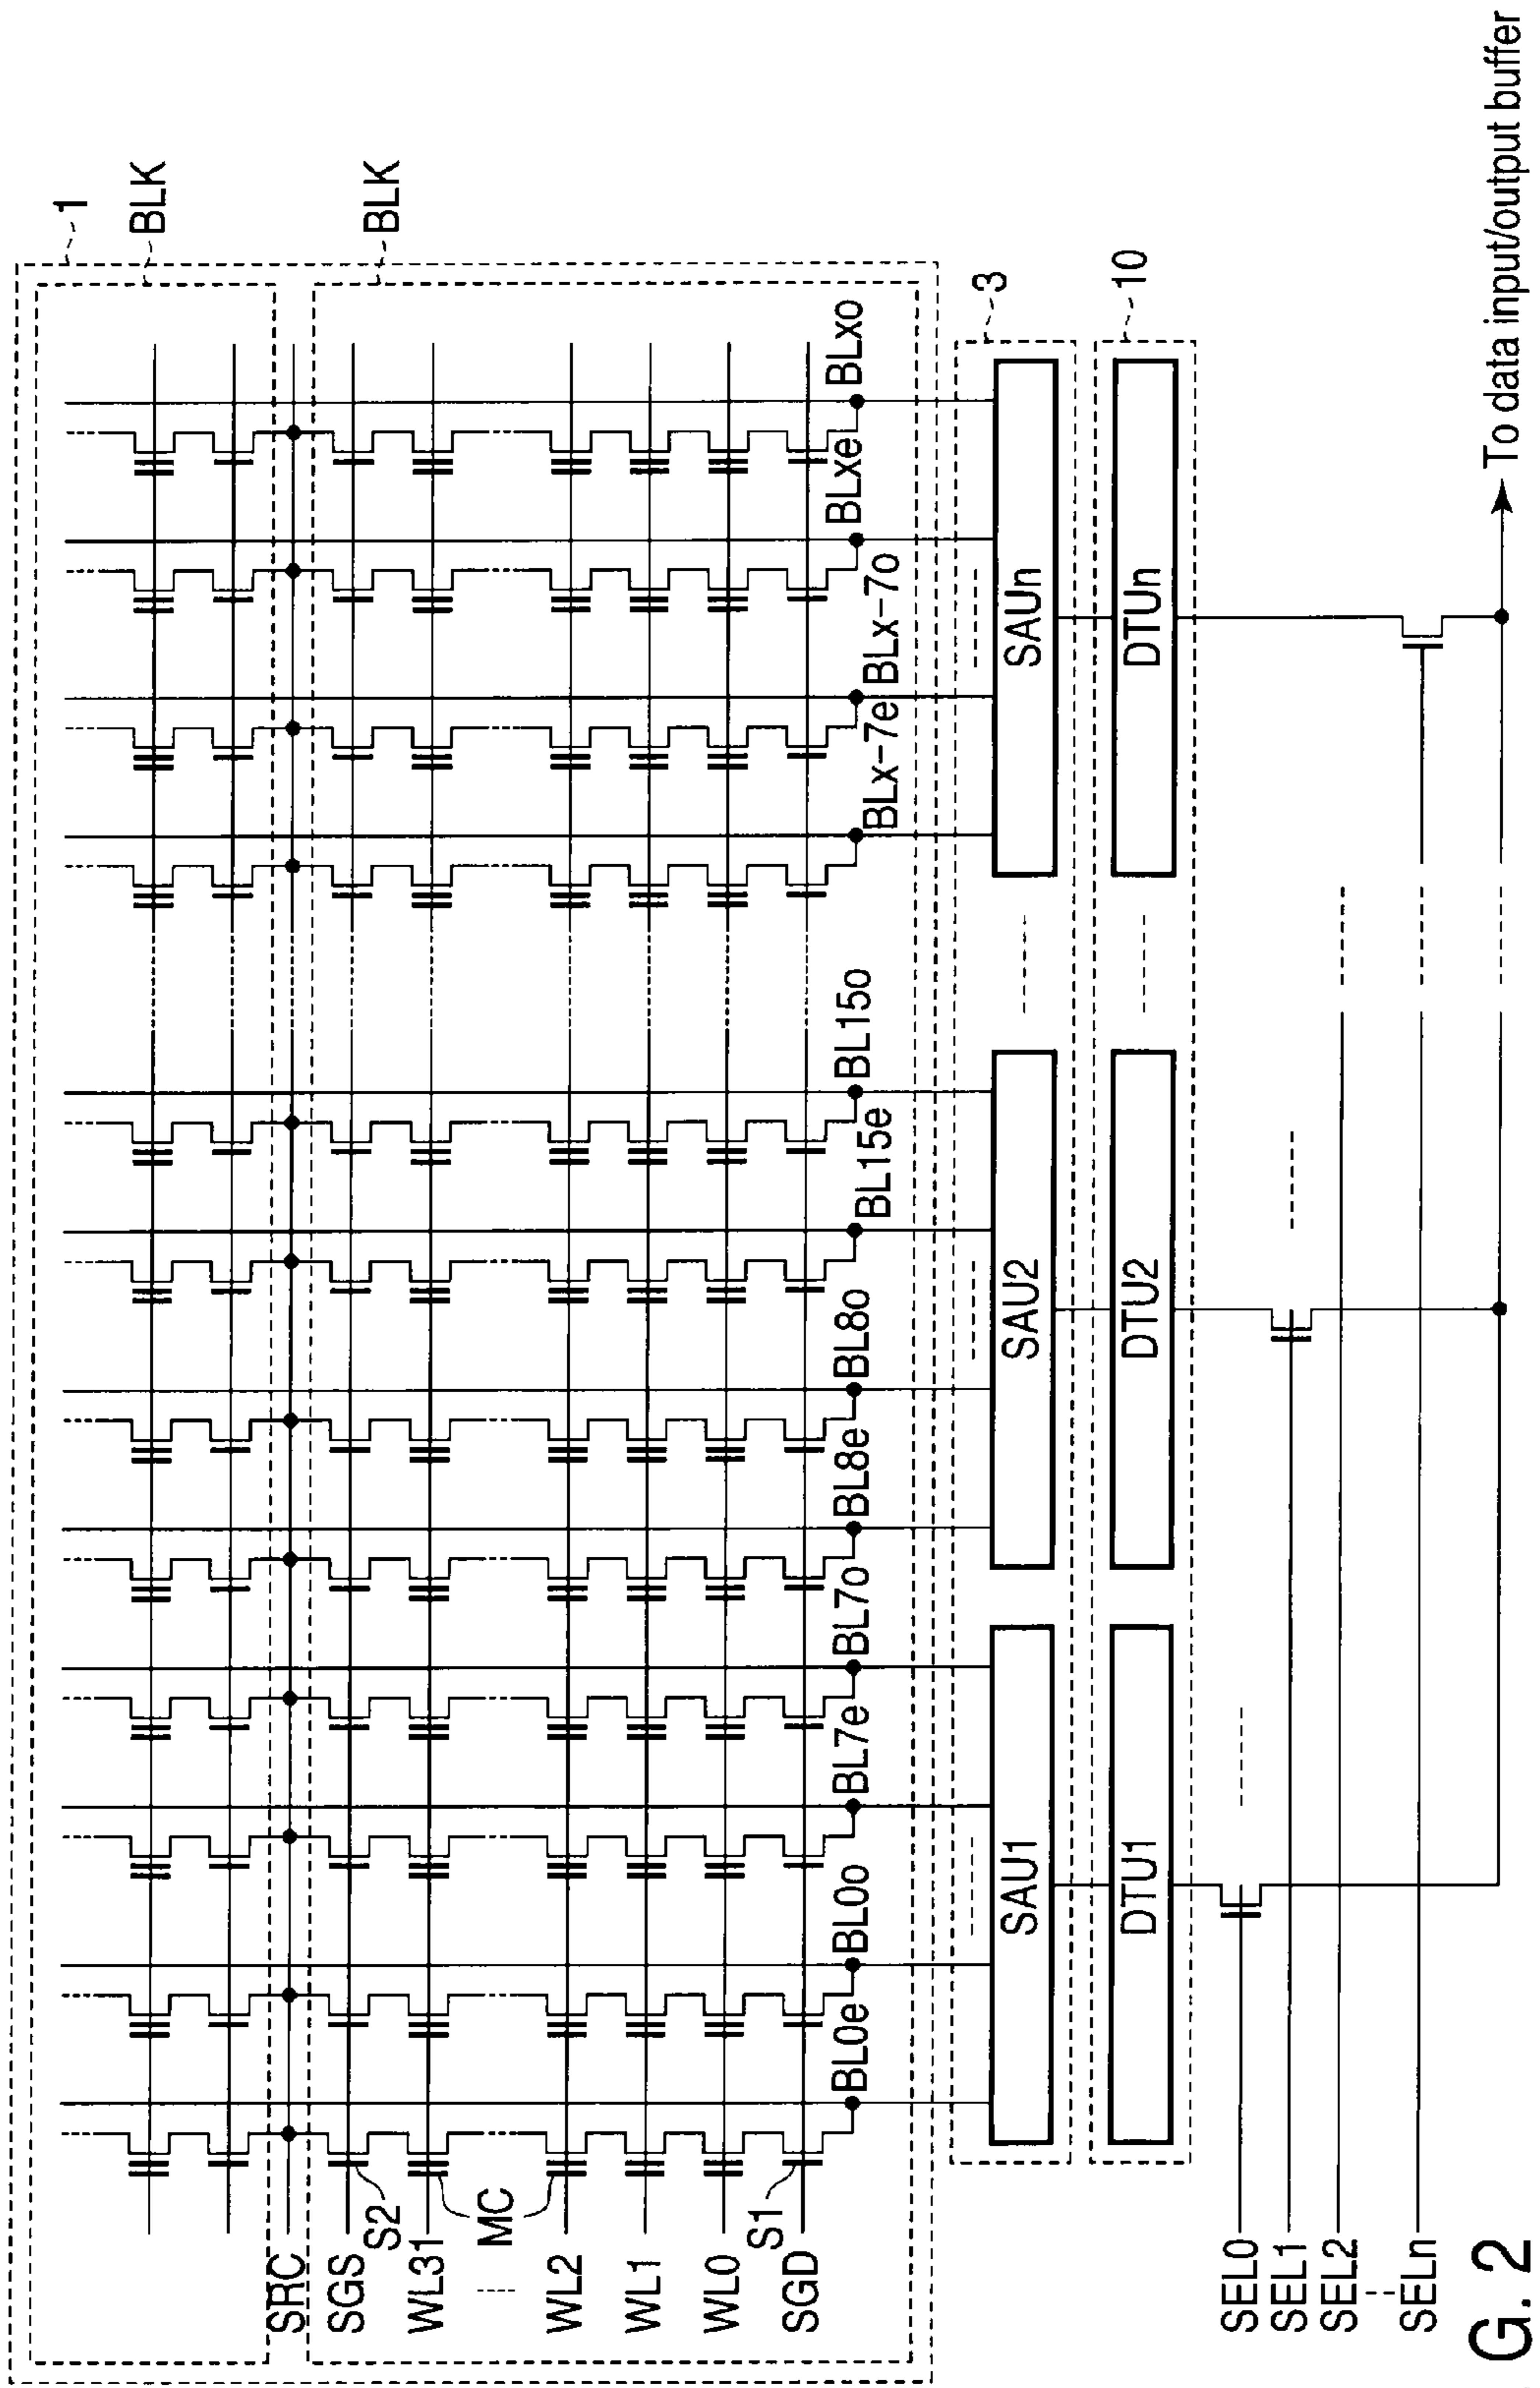 1
BLK
BLK
SRC
SGS
S2
WL31
MC
WL2
WL1
WL0
S1
SGD
BL0e
BL0o
BL7e
BL7o
BL8e
BL8o
BL15e
BL15o
BLx-7e
BLx-7o
BLxe
BLxo
3
SAU1
SAU2
SAUn
10
DTU1
DTU2
DTUn
SEL0
SEL1
SEL2
SELn
To data input/output buffer
G. 2